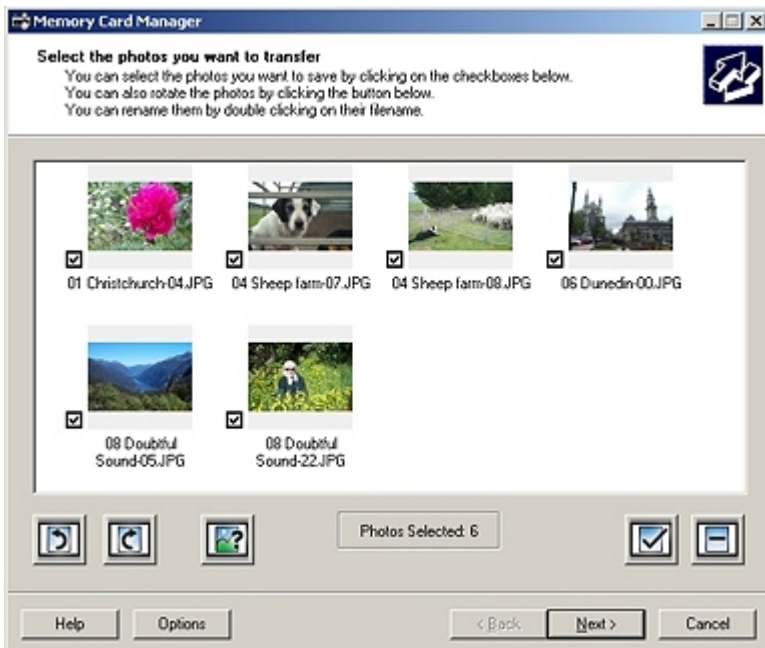 Memory Card Manager
Select the photos you want to transfer
You can select the photos you want to save by clicking on the checkboxes below.
You can also rotate the photos by clicking the button below.
You can rename them by double clicking on their filename.
01 Christchurch-04.JPG
04 Sheep farm-07.JPG
04 Sheep farm-08.JPG
06 Dunedin-00.JPG
08 Doubtful
Sound-05.JPG
08 Doubtful
Sound-22.JPG
Photos Selected: 6
Help
Options
< Back
Next >
Cancel